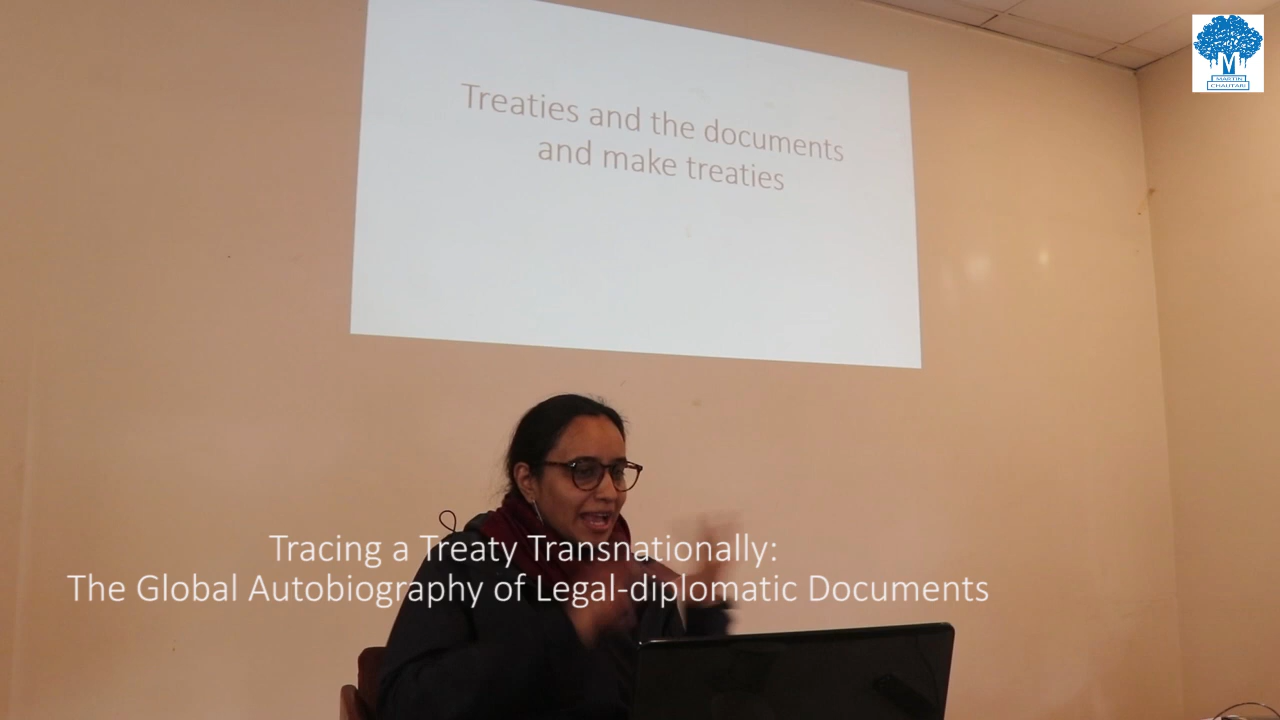 Treaties and the documents
and make treaties
M
MARTIN
CHAUTARI
Tracing a Treaty Transnationally:
The Global Autobiography of Legal-diplomatic Documents